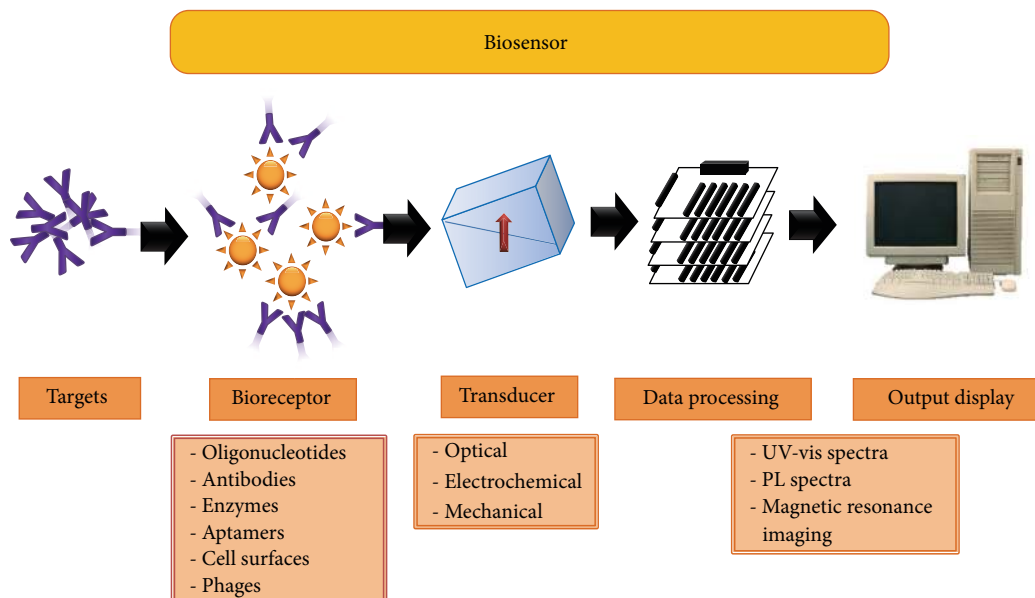 Biosensor
Targets
Bioreceptor
Transducer
Data processing
Output display
- Oligonucleotides
- Antibodies
- Enzymes
- Aptamers
- Cell surfaces
- Phages
- Optical
- Electrochemical
- Mechanical
- UV-vis spectra
- PL spectra
- Magnetic resonance
imaging